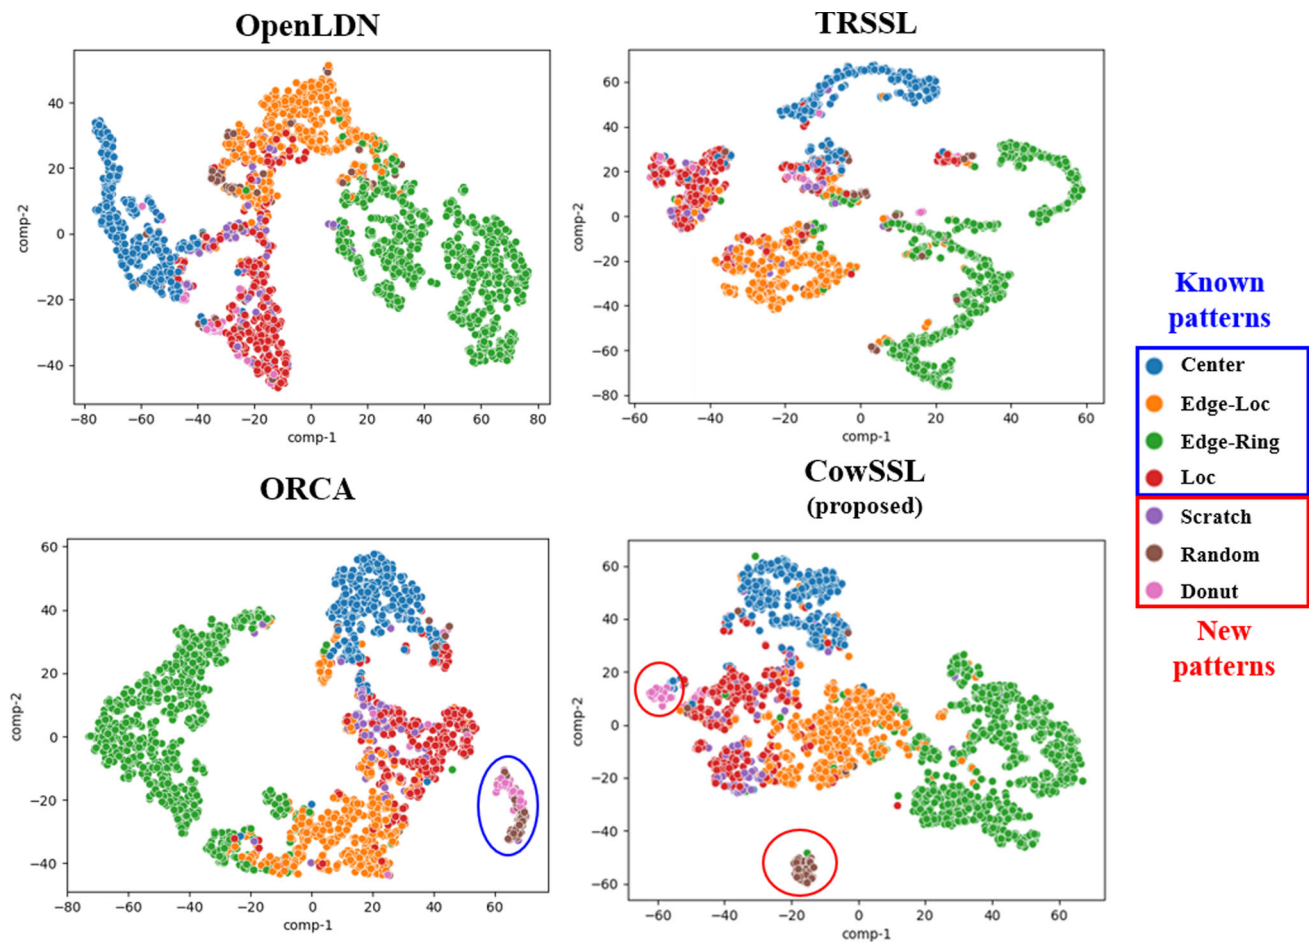 OpenLDN
40
20
0
−20
−40
comp-2
−80
−60
−40
−20
0
20
40
60
80
comp-1
TRSSL
60
40
20
0
−20
−40
−60
−80
comp-2
−60
−40
−20
0
20
40
60
comp-1
ORCA
60
40
20
0
−20
−40
comp-2
−80
−60
−40
−20
0
20
40
60
comp-1
CowSSL
(proposed)
60
40
20
0
−20
−40
−60
comp-2
−60
−40
−20
0
20
40
60
comp-1
Known
patterns
Center
Edge-Loc
Edge-Ring
Loc
Scratch
Random
Donut
New
patterns